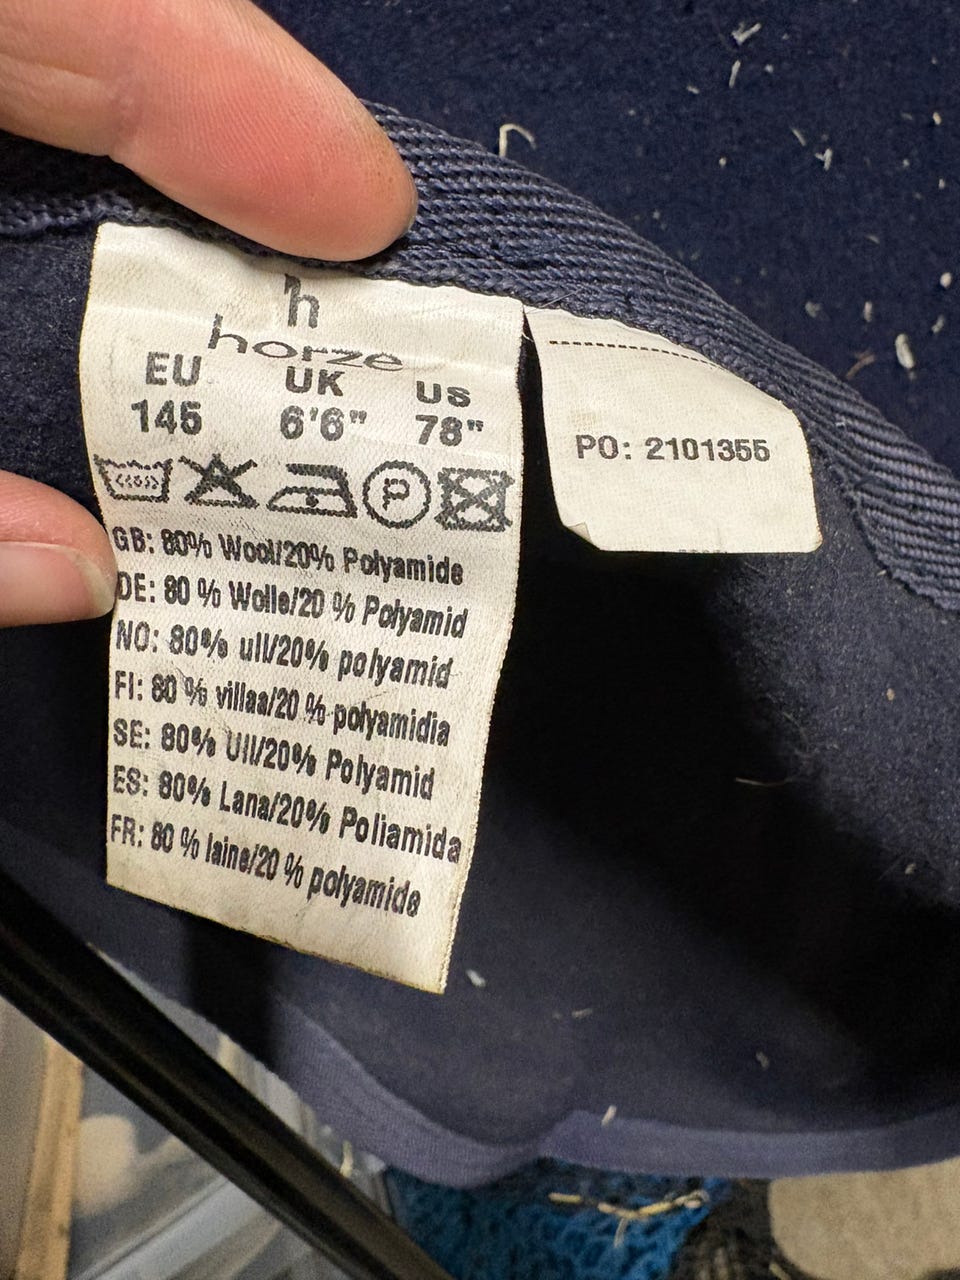 h
horze
EU UK US
145 6'6" 78"
P
GB: 80% Wool/20% Polyamide
DE: 80 % Wolle/20 % Polyamid
NO: 80% ull/20% polyamid
FI: 80 % villaa/20 % polyamidia
SE: 80% Ull/20% Polyamid
ES: 80% Lana/20% Poliamida
FR: 80 % laine/20 % polyamide
PO: 2101355